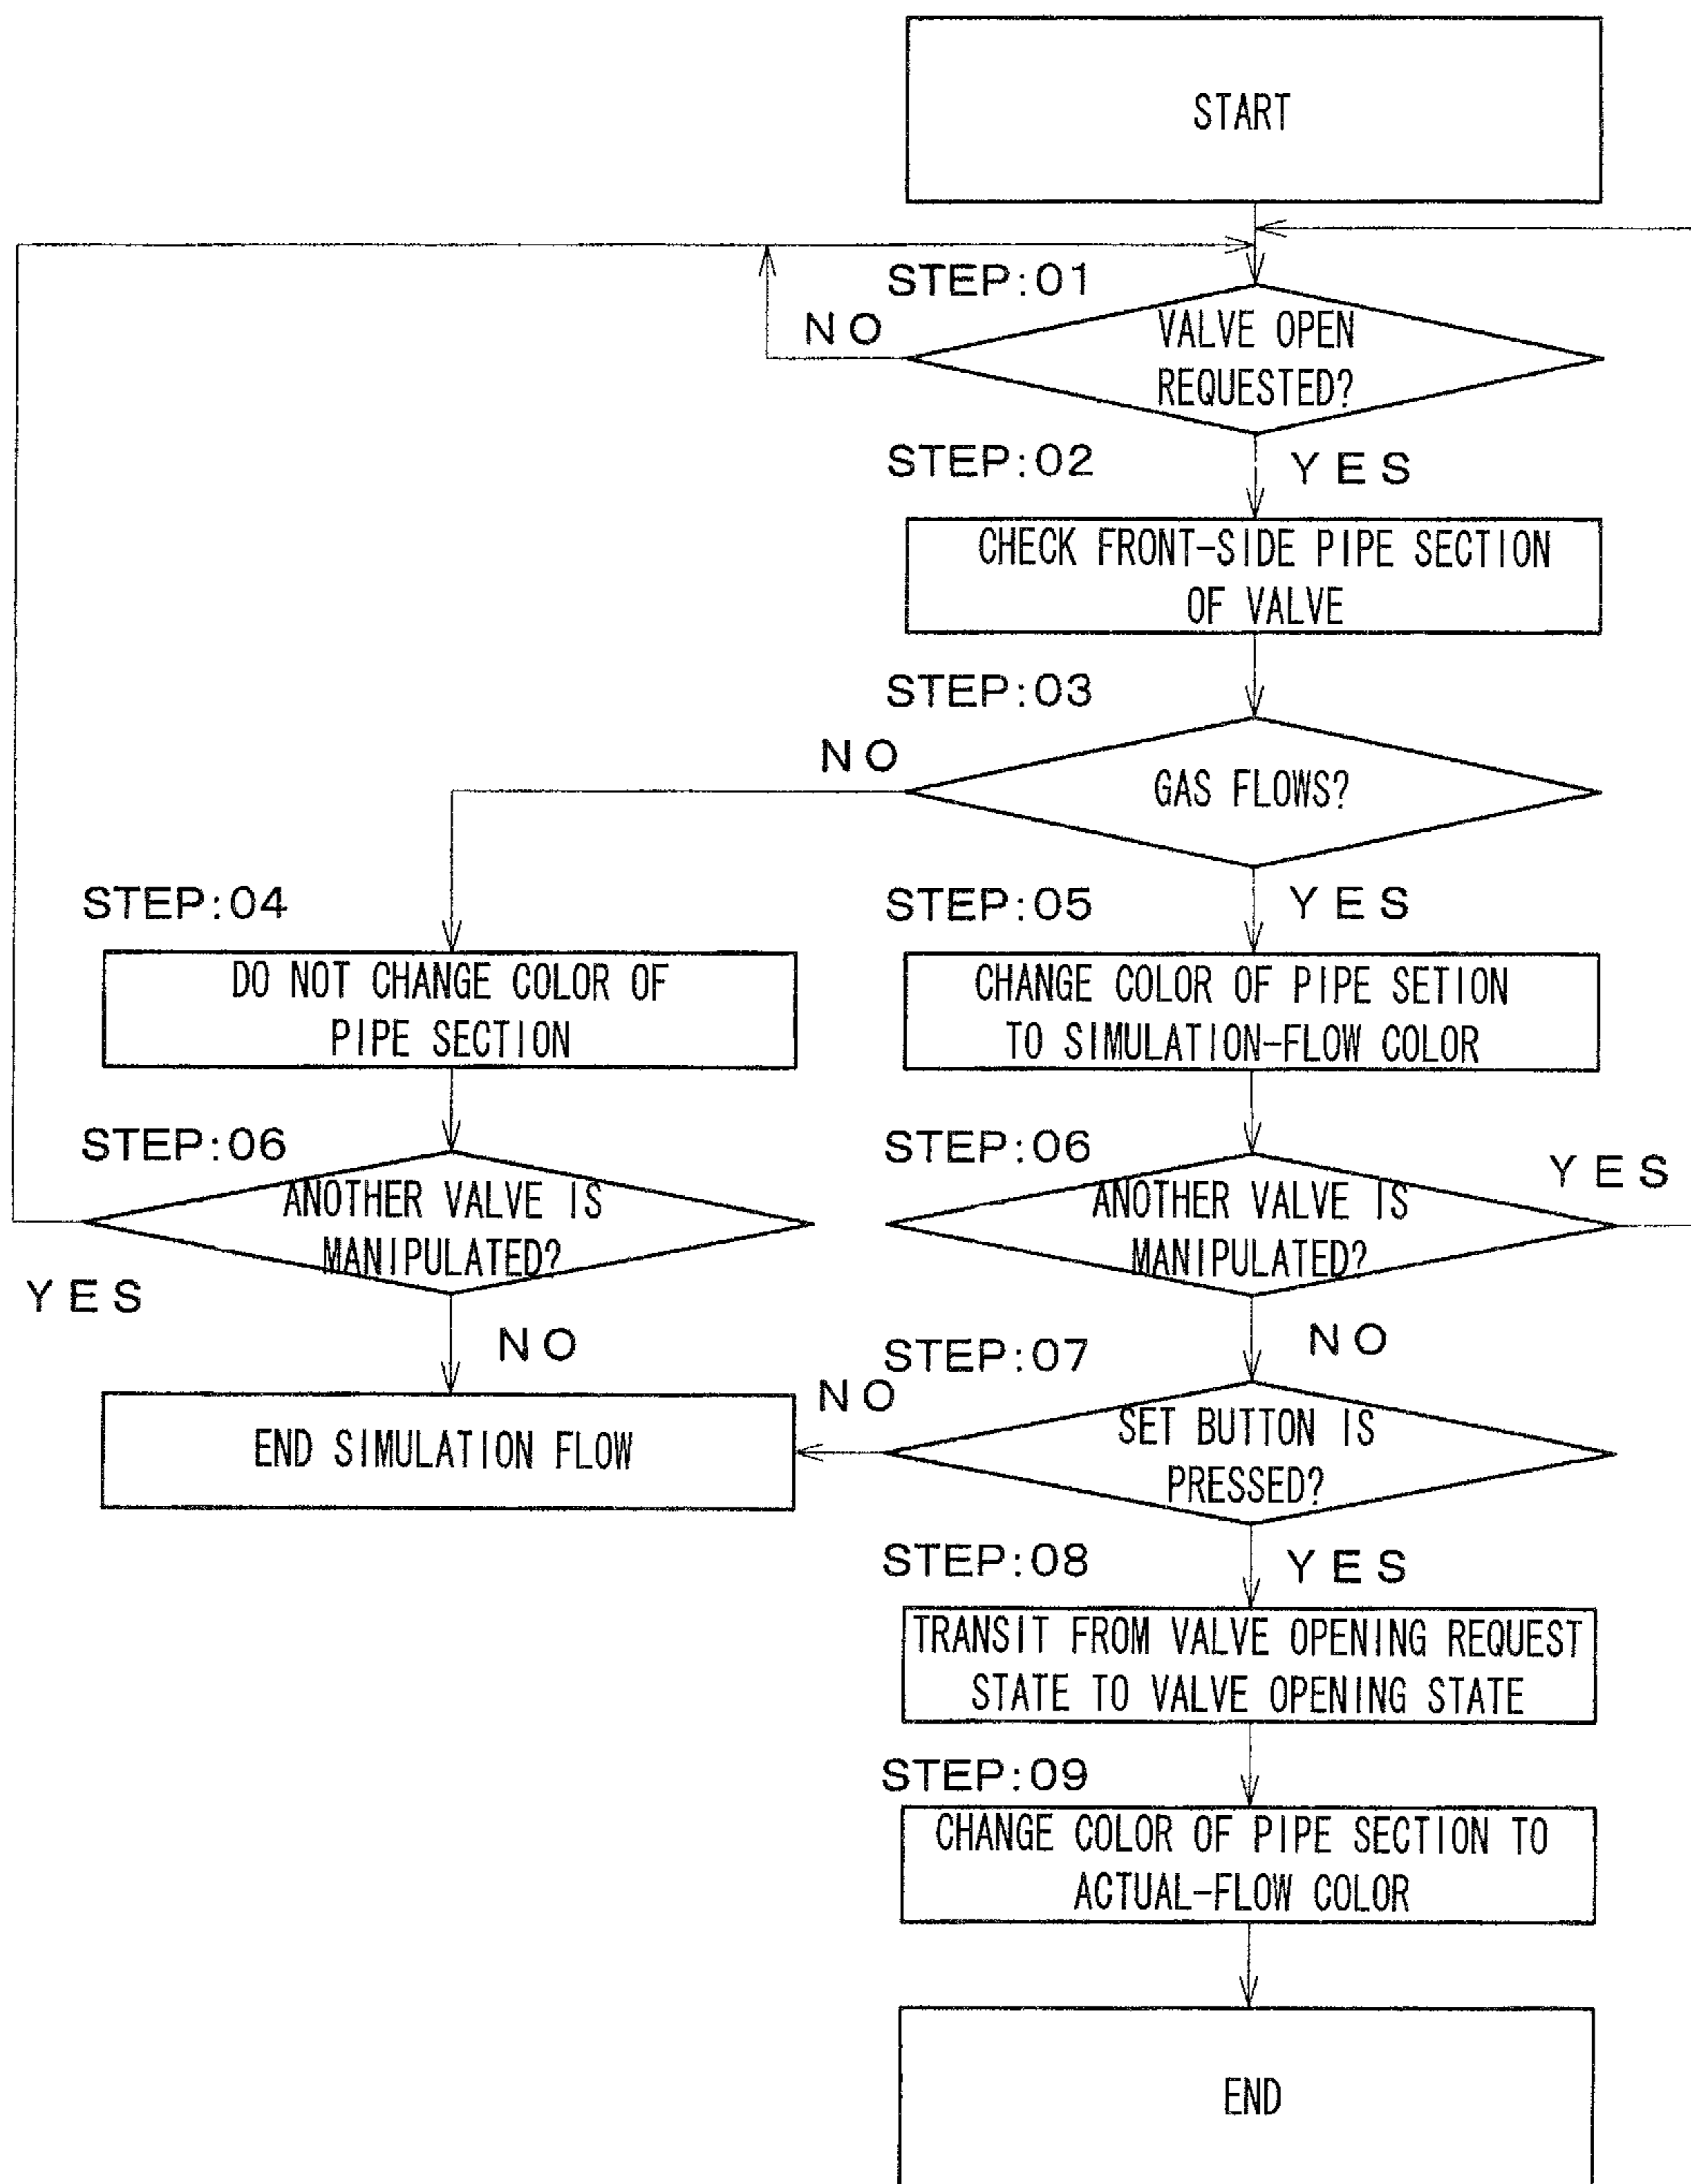 START
STEP:01
NO
VALVE OPEN
REQUESTED?
STEP:02
YES
CHECK FRONT-SIDE PIPE SECTION
OF VALVE
STEP:03
NO
GAS FLOWS?
STEP:04
STEP:05
YES
DO NOT CHANGE COLOR OF
PIPE SECTION
CHANGE COLOR OF PIPE SETION
TO SIMULATION-FLOW COLOR
STEP:06
ANOTHER VALVE IS
MANIPULATED?
YES
NO
STEP:06
ANOTHER VALVE IS
MANIPULATED?
YES
NO
END SIMULATION FLOW
STEP:07
NO
SET BUTTON IS
PRESSED?
STEP:08
YES
TRANSIT FROM VALVE OPENING REQUEST
STATE TO VALVE OPENING STATE
STEP:09
CHANGE COLOR OF PIPE SECTION TO
ACTUAL-FLOW COLOR
END